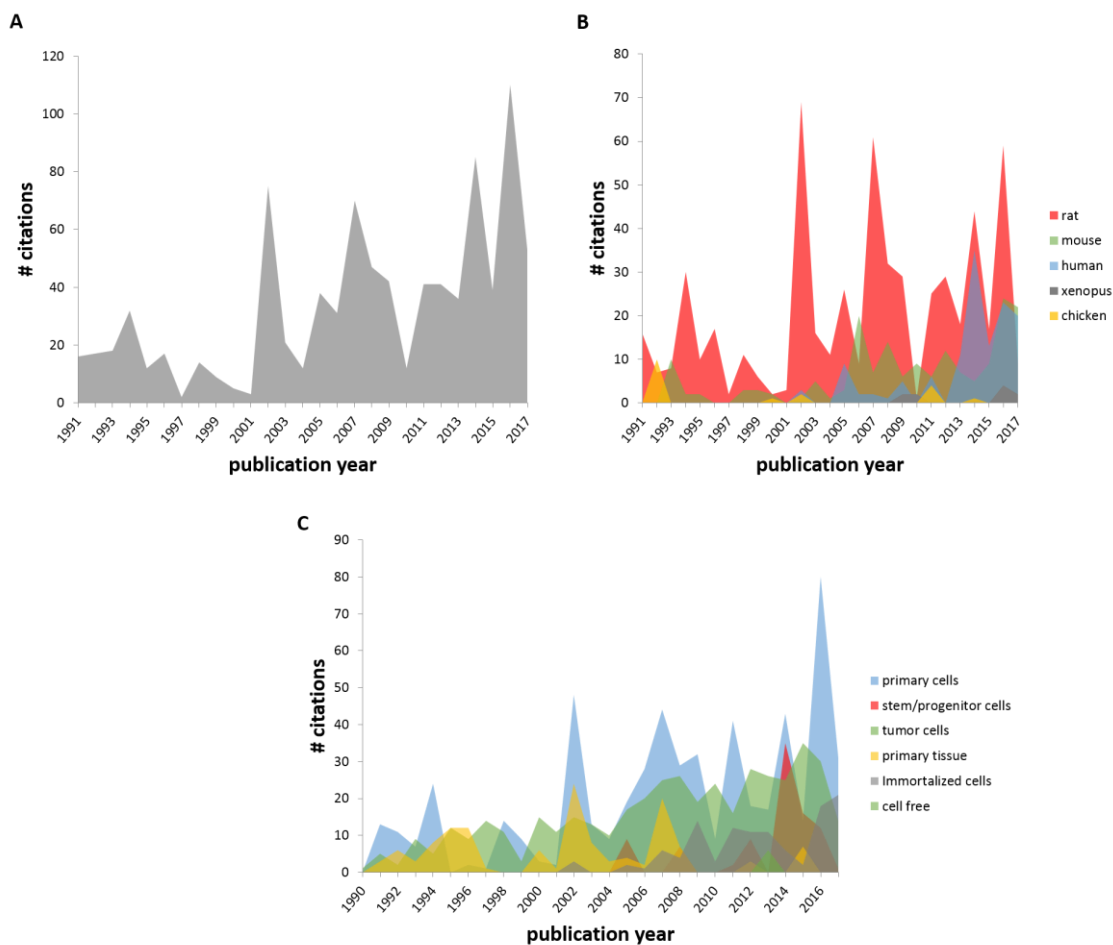 A
# citations
120
100
80
60
40
20
0
1991 1993 1995 1997 1999 2001 2003 2005 2007 2009 2011 2013 2015 2017
publication year
B
# citations
80
70
60
50
40
30
20
10
0
1991 1993 1995 1997 1999 2001 2003 2005 2007 2009 2011 2013 2015 2017
publication year
rat
mouse
human
xenopus
chicken
C
# citations
90
80
70
60
50
40
30
20
10
0
1990 1992 1994 1996 1998 2000 2002 2004 2006 2008 2010 2012 2014 2016
publication year
primary cells
stem/progenitor cells
tumor cells
primary tissue
Immortalized cells
cell free